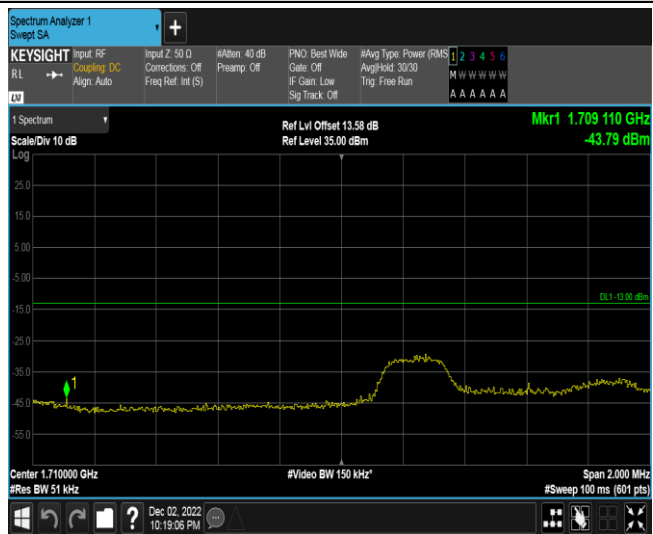 Spectrum Analyzer 1
Swept SA
+
KEYSIGHT
RL
LXI
Input: RF
Coupling: DC
Align: Auto
Input Z: 50 Ω
Corrections: Off
Freq Ref: Int (S)
#Atten: 40 dB
Preamp: Off
PNO: Best Wide
Gate: Off
IF Gain: Low
Sig Track: Off
#Avg Type: Power (RMS
Avg|Hold: 30/30
Trig: Free Run
1 2 3 4 5 6
M W W W W W
A A A A A A
1 Spectrum
Scale/Div 10 dB
Log
Ref Lvl Offset 13.58 dB
Ref Level 35.00 dBm
Mkr1 1.709 110 GHz
-43.79 dBm
25.0
15.0
5.00
-5.00
DL1 -13.00 dBm
-15.0
-25.0
-35.0
1
-45.0
-55.0
Center 1.710000 GHz
#Video BW 150 kHz*
Span 2.000 MHz
#Res BW 51 kHz
#Sweep 100 ms (601 pts)
?
Dec 02, 2022
10:19:06 PM